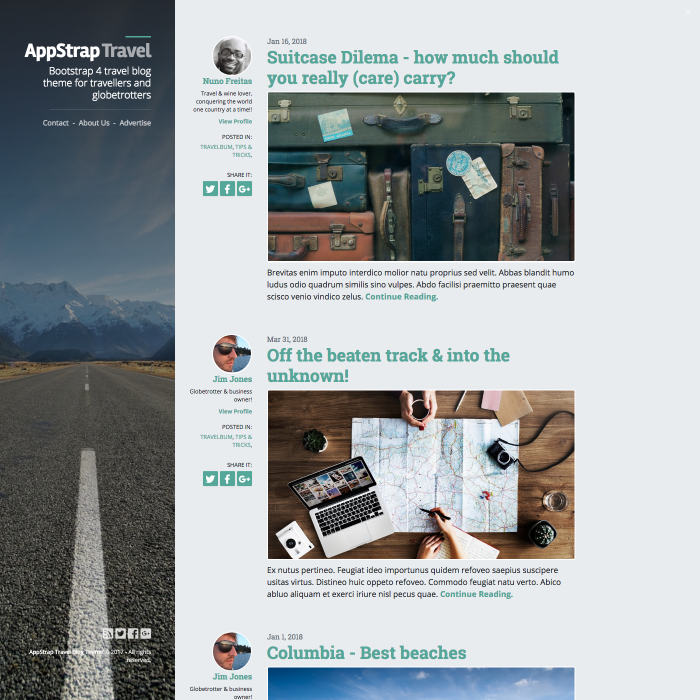 AppStrap Travel
Bootstrap 4 travel blog
theme for travellers and
globetrotters
Contact - About Us - Advertise
AppStrap Travel Blog Theme © 2017 - All rights
reserved.
Nuno Freitas
Travel & wine lover,
conquering the world
one country at a time!!
View Profile
POSTED IN:
TRAVELBUM, TIPS &
TRICKS,
SHARE IT:
Jan 16, 2018
Suitcase Dilema - how much should
you really (care) carry?
Brevitas enim imputo interdico molior natu proprius sed velit. Abbas blandit humo
ludus odio quadrum similis sino vulpes. Abdo facilisi praemitto praesent quae
scisco venio vindico zelus. Continue Reading.
Jim Jones
Globetrotter & business
owner!
View Profile
POSTED IN:
TRAVELBUM, TIPS &
TRICKS,
SHARE IT:
Mar 31, 2018
Off the beaten track & into the
unknown!
Ex nutus pertineo. Feugiat ideo importunus quidem refoveo saepius suscipere
usitas virtus. Distineo huic oppeto refoveo. Commodo feugiat natu verto. Abico
abluo aliquam et exerci iriure nisl pecus quae. Continue Reading.
Jim Jones
Globetrotter & business
owner!
Jan 1, 2018
Columbia - Best beaches